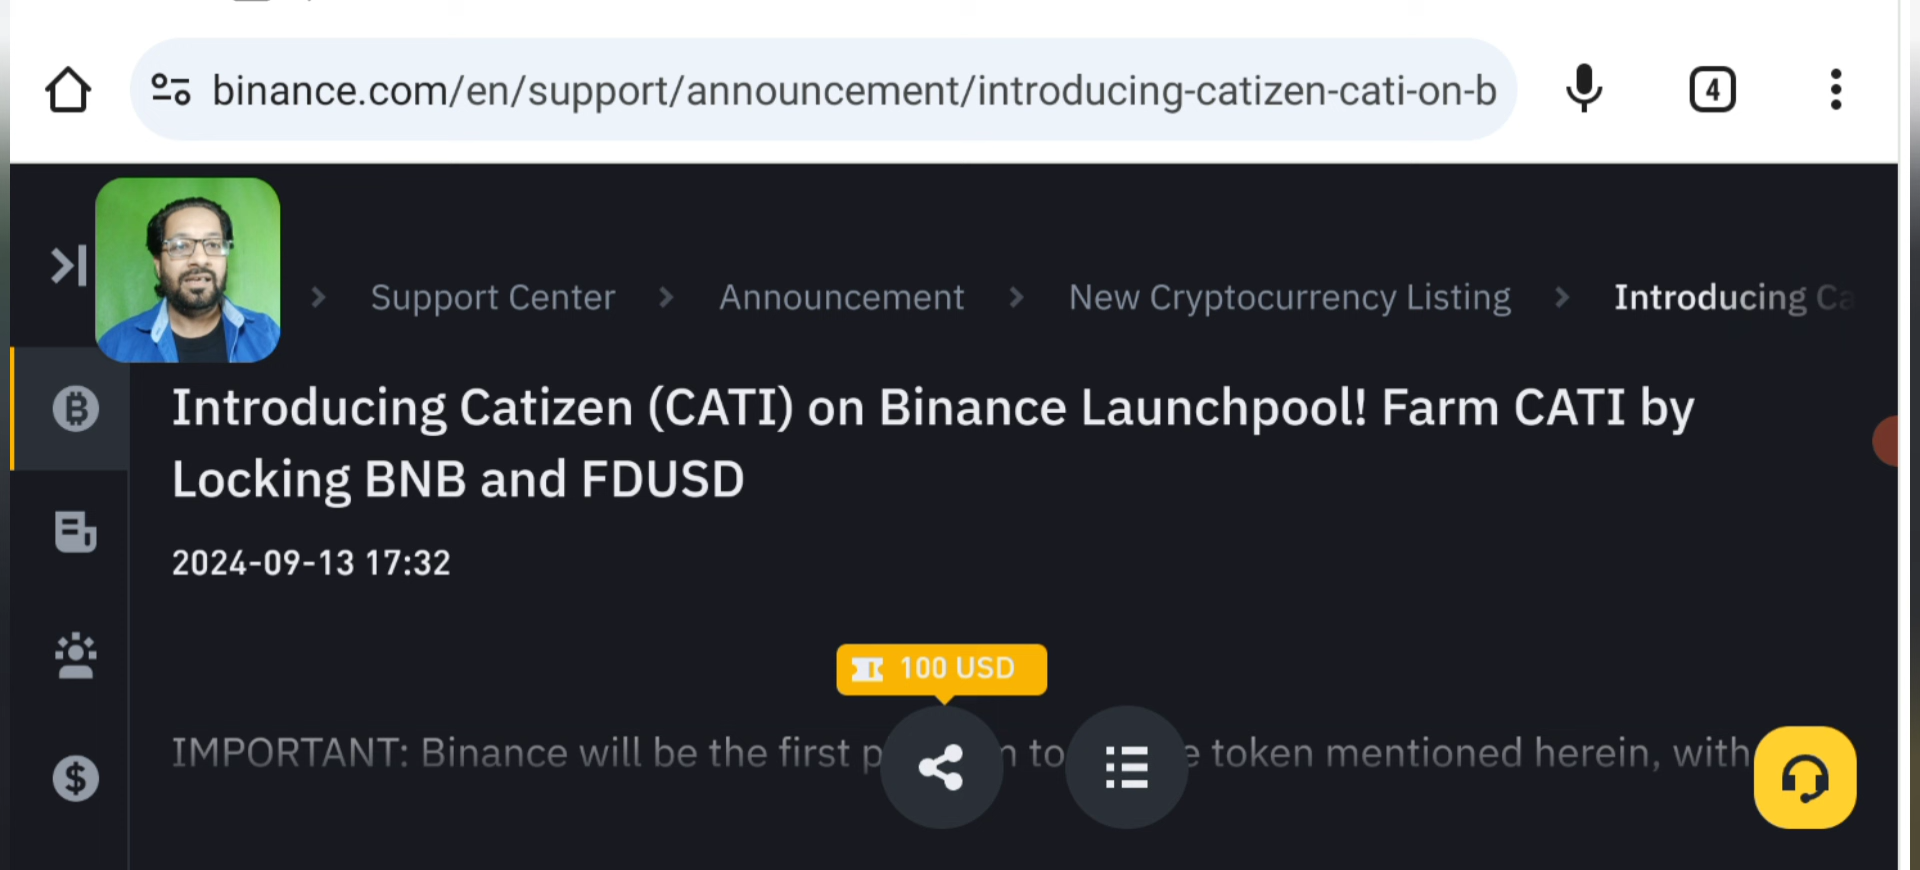 binance.com/en/support/announcement/introducing-catizen-cati-on-b
4
Support Center > Announcement > New Cryptocurrency Listing > Introducing Ca
Introducing Catizen (CATI) on Binance Launchpool! Farm CATI by
Locking BNB and FDUSD
2024-09-13 17:32
100 USD
IMPORTANT: Binance will be the first p to e token mentioned herein, with